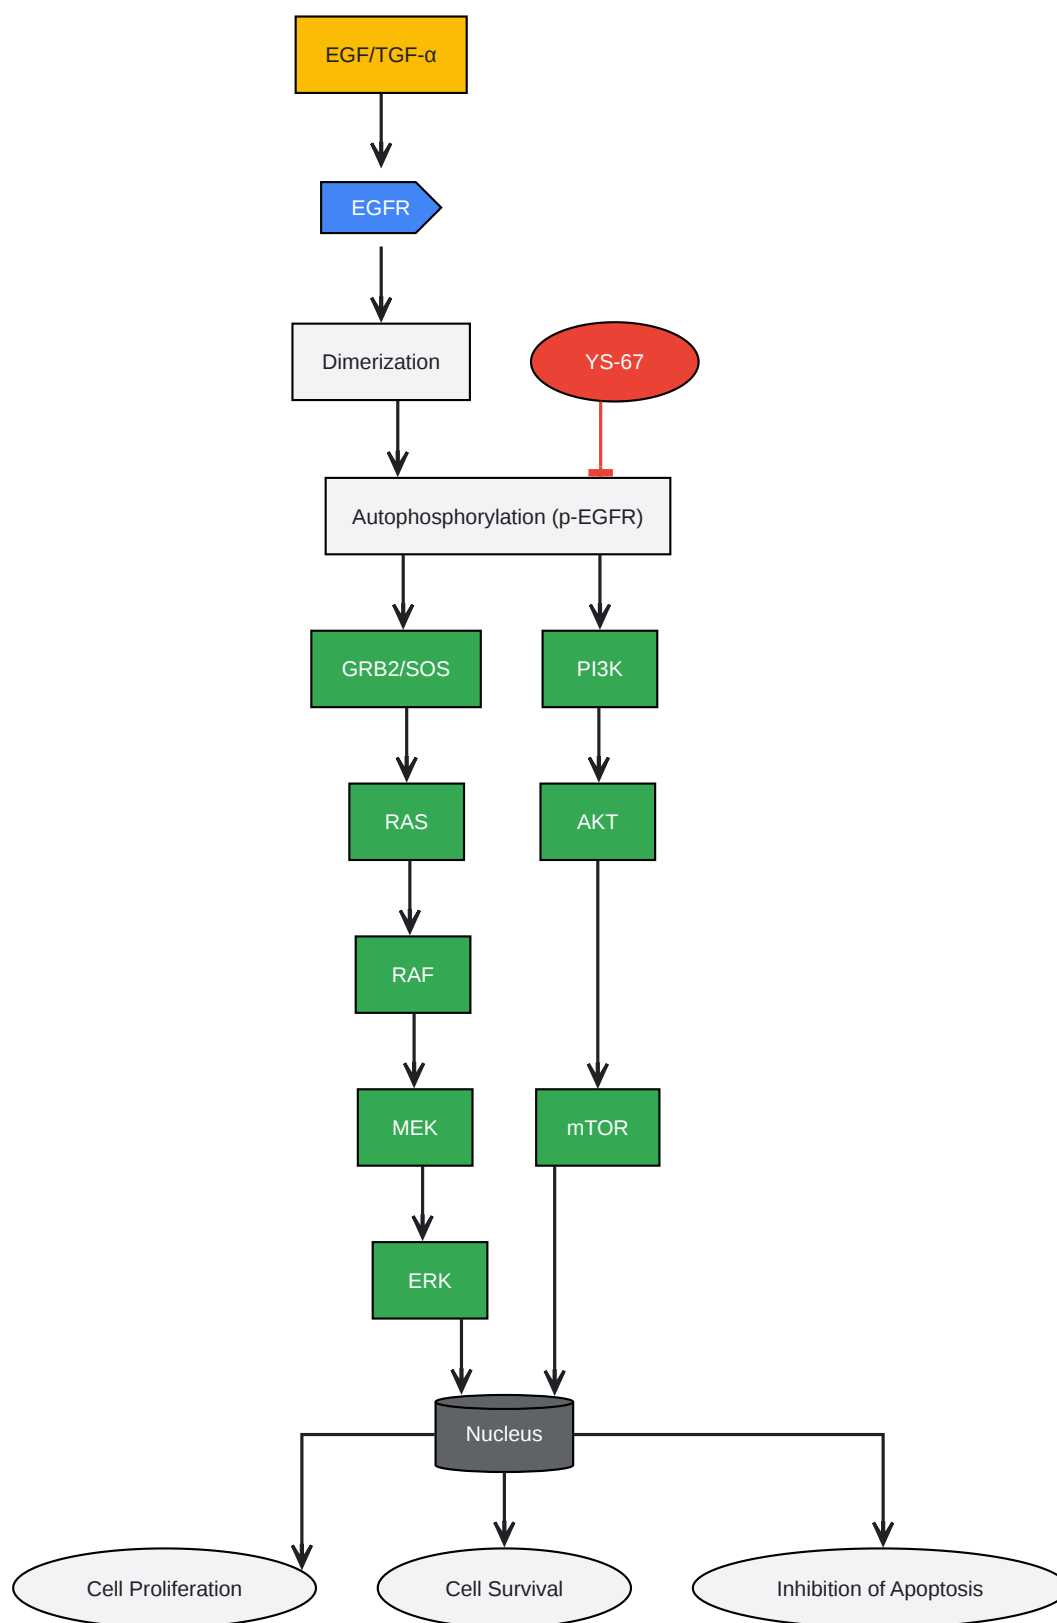 EGF/TGF-α
EGFR
Dimerization
YS-67
Autophosphorylation (p-EGFR)
GRB2/SOS
PI3K
RAS
AKT
RAF
MEK
mTOR
ERK
Nucleus
Cell Proliferation
Cell Survival
Inhibition of Apoptosis